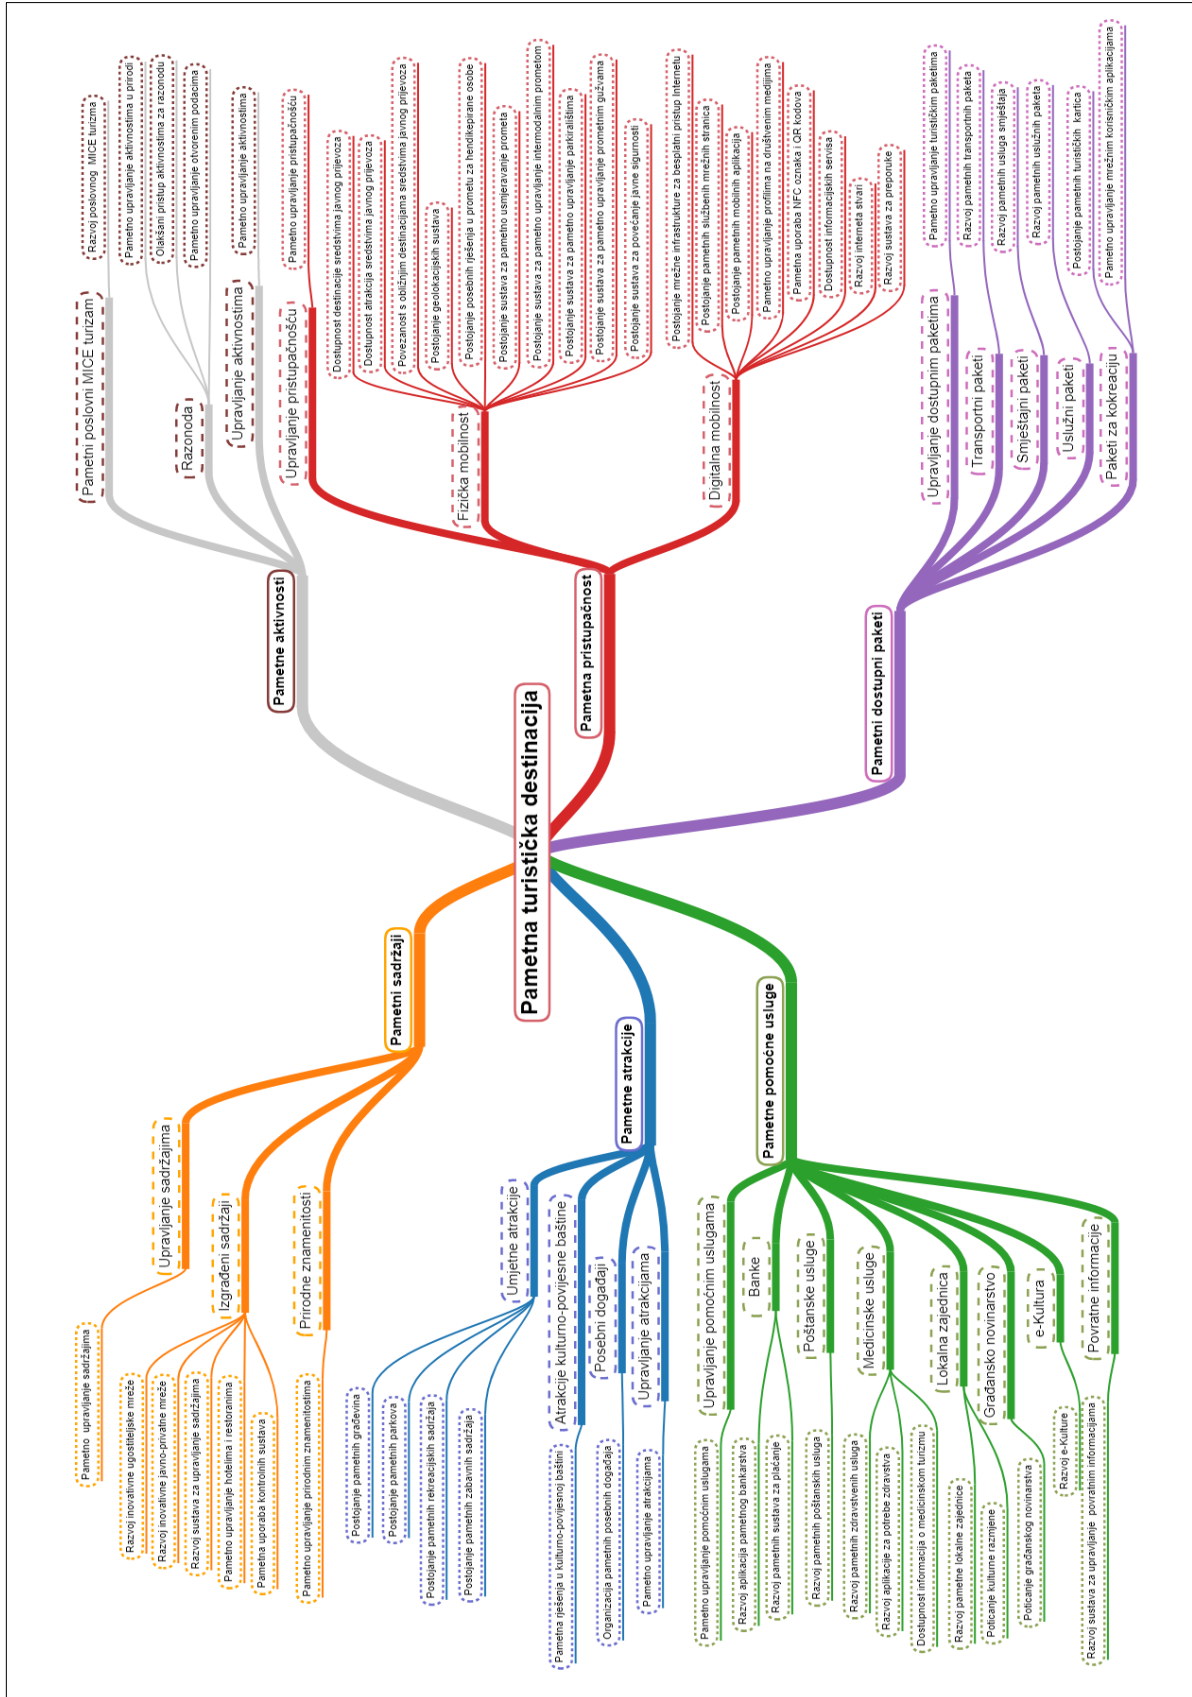 Pametna turistička destinacija
Pametni sadržaji
Upravljanje sadržajima
Pametno upravljanje sadržajima
Izgrađeni sadržaji
Razvoj inovativne ugostiteljske mreže
Razvoj inovativne javno-privatne mreže
Razvoj sustava za upravljanje sadržajima
Pametno upravljanje hotelima i restoranima
Pametna uporaba kontrolnih sustava
Prirodne znamenitosti
Pametno upravljanje prirodnim znamenitostima
Pametne atrakcije
Umjetne atrakcije
Postojanje pametnih građevina
Postojanje pametnih parkova
Postojanje pametnih rekreacijskih sadržaja
Postojanje pametnih zabavnih sadržaja
Atrakcije kulturno-povijesne baštine
Pametna rješenja u kulturno-povijesnoj baštini
Posebni događaji
Organizacija pametnih posebnih događaja
Upravljanje atrakcijama
Pametno upravljanje atrakcijama
Pametne pomoćne usluge
Upravljanje pomoćnim uslugama
Pametno upravljanje pomoćnim uslugama
Banke
Razvoj aplikacija pametnog bankarstva
Razvoj pametnih sustava za plaćanje
Poštanske usluge
Razvoj pametnih poštanskih usluga
Medicinske usluge
Razvoj pametnih zdravstvenih usluga
Razvoj aplikacije za potrebe zdravstva
Dostupnost informacija o medicinskom turizmu
Lokalna zajednica
Razvoj pametne lokalne zajednice
Poticanje kulturne razmjene
Građansko novinarstvo
Poticanje građanskog novinarstva
e-Kultura
Razvoj e-Kulture
Povratne informacije
Razvoj sustava za upravljanje povratnim informacijama
Pametne aktivnosti
Pametni poslovni MICE turizam
Razvoj poslovnog MICE turizma
Razonoda
Pametno upravljanje aktivnostima u prirodi
Olakšani pristup aktivnostima za razonodu
Pametno upravljanje otvorenim podacima
Upravljanje aktivnostima
Pametno upravljanje aktivnostima
Pametna pristupačnost
Upravljanje pristupačnošću
Pametno upravljanje pristupačnošću
Fizička mobilnost
Dostupnost destinacije sredstvima javnog prijevoza
Dostupnost atrakcija sredstvima javnog prijevoza
Povezanost s obližnjim destinacijama sredstvima javnog prijevoza
Postojanje geolokacijskih sustava
Postojanje posebnih rješenja u prometu za hendikepirane osobe
Postojanje sustava za pametno usmjeravanje prometa
Postojanje sustava za pametno upravljanje intermodalnim prometom
Postojanje sustava za pametno upravljanje parkiralištima
Postojanje sustava za pametno upravljanje prometnim gužvama
Postojanje sustava za povećanje javne sigurnosti
Digitalna mobilnost
Postojanje mrežne infrastrukture za besplatni pristup Internetu
Postojanje pametnih službenih mrežnih stranica
Postojanje pametnih mobilnih aplikacija
Pametno upravljanje profilima na društvenim medijima
Pametna uporaba NFC oznaka i QR kodova
Dostupnost informacijskih servisa
Razvoj interneta stvari
Razvoj sustava za preporuke
Pametni dostupni paketi
Upravljanje dostupnim paketima
Pametno upravljanje turističkim paketima
Transportni paketi
Razvoj pametnih transportnih paketa
Smještajni paketi
Razvoj pametnih usluga smještaja
Uslužni paketi
Razvoj pametnih uslužnih paketa
Paketi za kokreaciju
Postojanje pametnih turističkih kartica
Pametno upravljanje mrežnim korisničkim aplikacijama